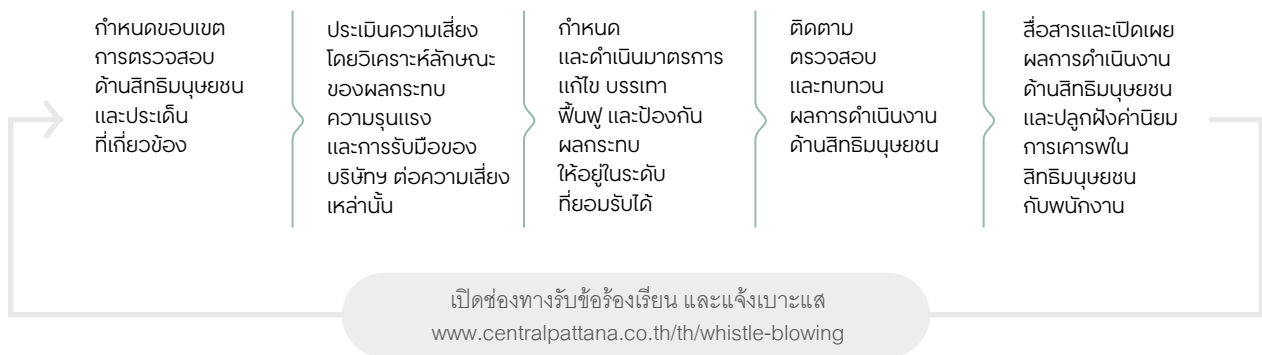 กำหนดขอบเขต
การตรวจสอบ
ด้านสิทธิมนุษยชน
และประเด็น
ที่เกี่ยวข้อง
ประเมินความเสี่ยง
โดยวิเคราะห์ลักษณะ
ของผลกระทบ
ความรุนแรง
และการรับมือของ
บริษัทฯ ต่อความเสี่ยง
เหล่านั้น
กำหนด
และดำเนินมาตรการ
แก้ไข บรรเทา
ฟื้นฟู และป้องกัน
ผลกระทบ
ให้อยู่ในระดับ
ที่ยอมรับได้
ติดตาม
ตรวจสอบ
และทบทวน
ผลการดำเนินงาน
ด้านสิทธิมนุษยชน
สื่อสารและเปิดเผย
ผลการดำเนินงาน
ด้านสิทธิมนุษยชน
และปลูกฝังค่านิยม
การเคารพใน
สิทธิมนุษยชน
กับพนักงาน
เปิดช่องทางรับข้อร้องเรียน และแจ้งเบาะแส
www.centralpattana.co.th/th/whistle-blowing